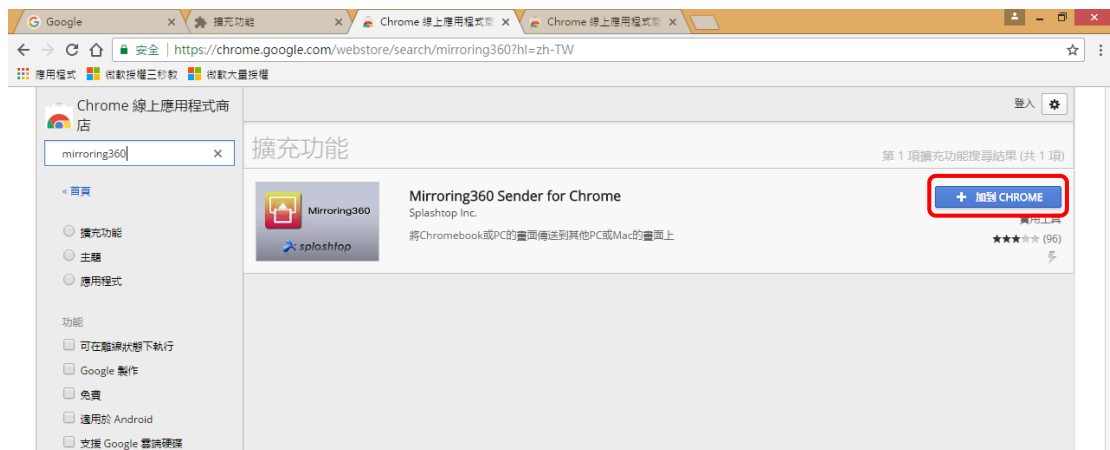 Google
擴充功能
Chrome 線上應用程式商
Chrome 線上應用程式商
安全 | https://chrome.google.com/webstore/search/mirroring360?hl=zh-TW
應用程式 微軟授權三秒教 微軟大量授權
Chrome 線上應用程式商
店
登入
mirroring360
擴充功能
第 1 項擴充功能搜尋結果 (共 1 項)
«首頁
擴充功能
主題
應用程式
功能
可在離線狀態下執行
Google 製作
免費
適用於 Android
支援 Google 雲端硬碟
Mirroring360
splashtop
Mirroring360 Sender for Chrome
Splashtop Inc.
將Chromebook或PC的畫面傳送到其他PC或Mac的畫面上
+ 加到 CHROME
實用工具
★★★☆☆ (96)